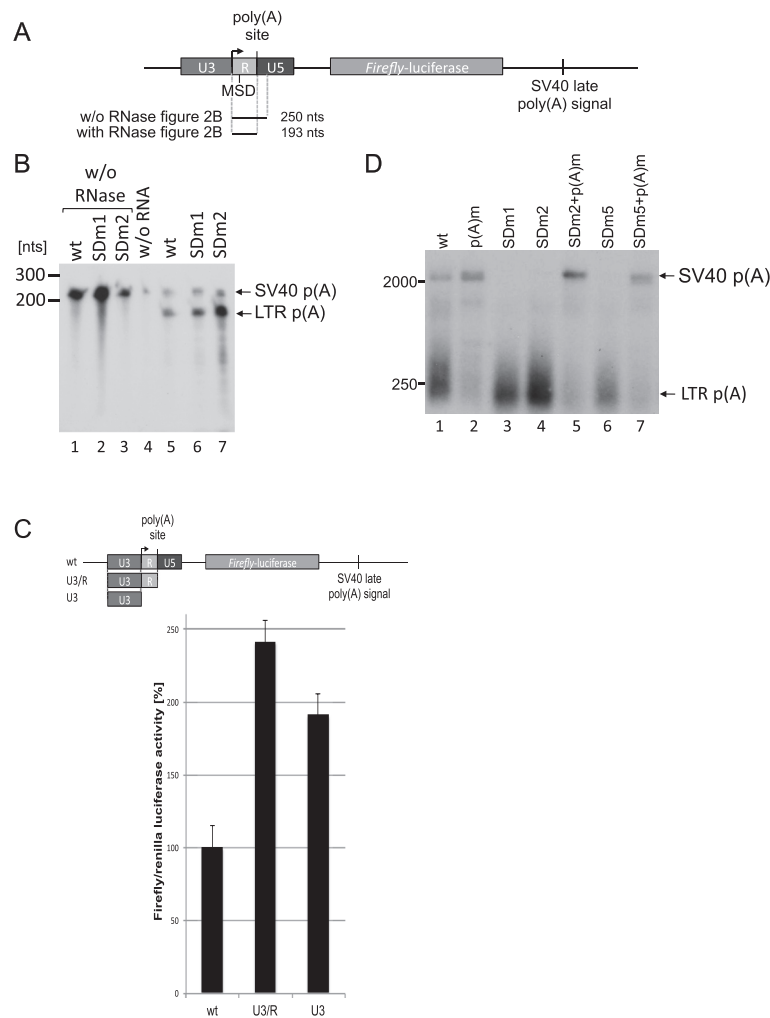 A
poly(A)
site
U3 R U5 Firefly-luciferase
MSD
SV40 late
poly(A) signal
w/o RNase figure 2B 250 nts
with RNase figure 2B 193 nts
B
w/o
RNase
[nts] wt SDm1 SDm2 w/o RNA wt SDm1 SDm2
300
200
SV40 p(A)
LTR p(A)
1 2 3 4 5 6 7
D
wt p(A)m SDm1 SDm2 SDm2+p(A)m SDm5 SDm5+p(A)m
2000
SV40 p(A)
250
LTR p(A)
1 2 3 4 5 6 7
C
poly(A)
site
wt U3 R U5 Firefly-luciferase
U3/R U3 R
U3 U3
SV40 late
poly(A) signal
Firefly/renilla luciferase activity [%]
250
200
150
100
50
0
wt U3/R U3